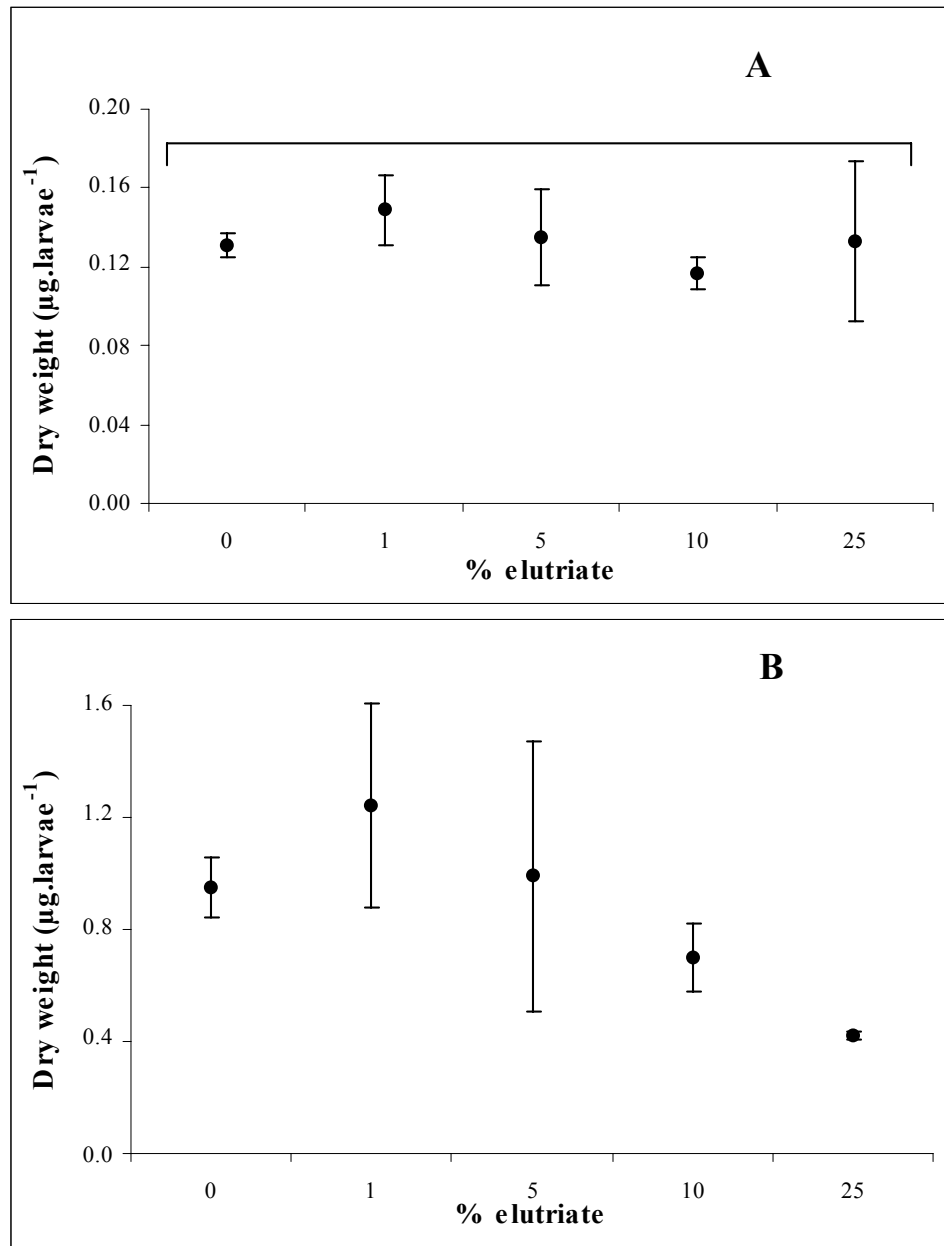 A
Dry weight (µg.larvae⁻¹)
0.20
0.16
0.12
0.08
0.04
0.00
0 1 5 10 25
% elutriate
B
Dry weight (µg.larvae⁻¹)
1.6
1.2
0.8
0.4
0.0
0 1 5 10 25
% elutriate